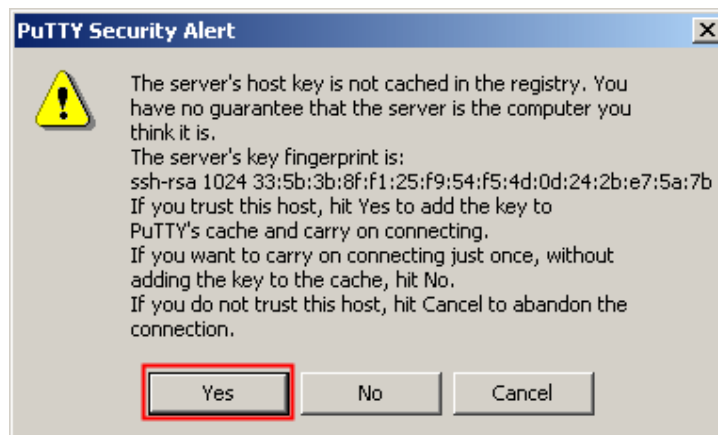 PuTTY Security Alert
The server's host key is not cached in the registry. You
have no guarantee that the server is the computer you
think it is.
The server's key fingerprint is:
ssh-rsa 1024 33:5b:3b:8f:f1:25:f9:54:f5:4d:0d:24:2b:e7:5a:7b
If you trust this host, hit Yes to add the key to
PuTTY's cache and carry on connecting.
If you want to carry on connecting just once, without
adding the key to the cache, hit No.
If you do not trust this host, hit Cancel to abandon the
connection.
Yes No Cancel